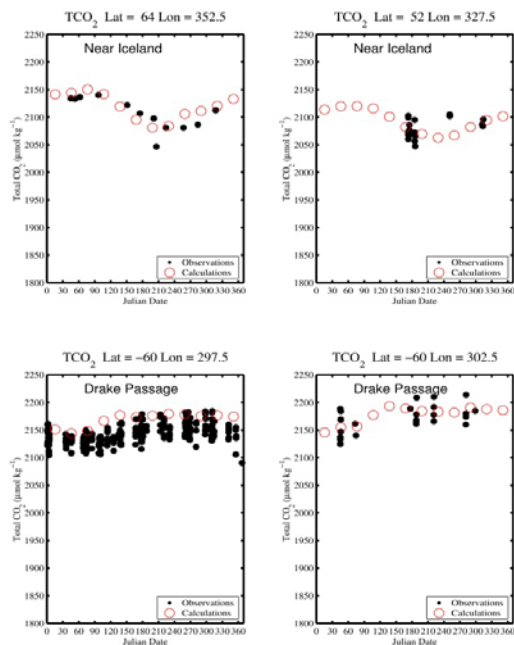 TCO2 Lat = 64 Lon = 352.5
Near Iceland
Total CO2 (μmol kg−1)
2250
2200
2150
2100
2050
2000
1950
1900
1850
1800
Observations
Calculations
0 30 60 90 120 150 180 210 240 270 300 330 360
Julian Date
TCO2 Lat = 52 Lon = 327.5
Near Iceland
Total CO2 (μmol kg−1)
2250
2200
2150
2100
2050
2000
1950
1900
1850
1800
Observations
Calculations
0 30 60 90 120 150 180 210 240 270 300 330 360
Julian Date
TCO2 Lat = −60 Lon = 297.5
Drake Passage
Total CO2 (μmol kg−1)
2250
2200
2150
2100
2050
2000
1950
1900
1850
1800
Observations
Calculations
0 30 60 90 120 150 180 210 240 270 300 330 360
Julian Date
TCO2 Lat = −60 Lon = 302.5
Drake Passage
Total CO2 (μmol kg−1)
2250
2200
2150
2100
2050
2000
1950
1900
1850
1800
Observations
Calculations
0 30 60 90 120 150 180 210 240 270 300 330 360
Julian Date